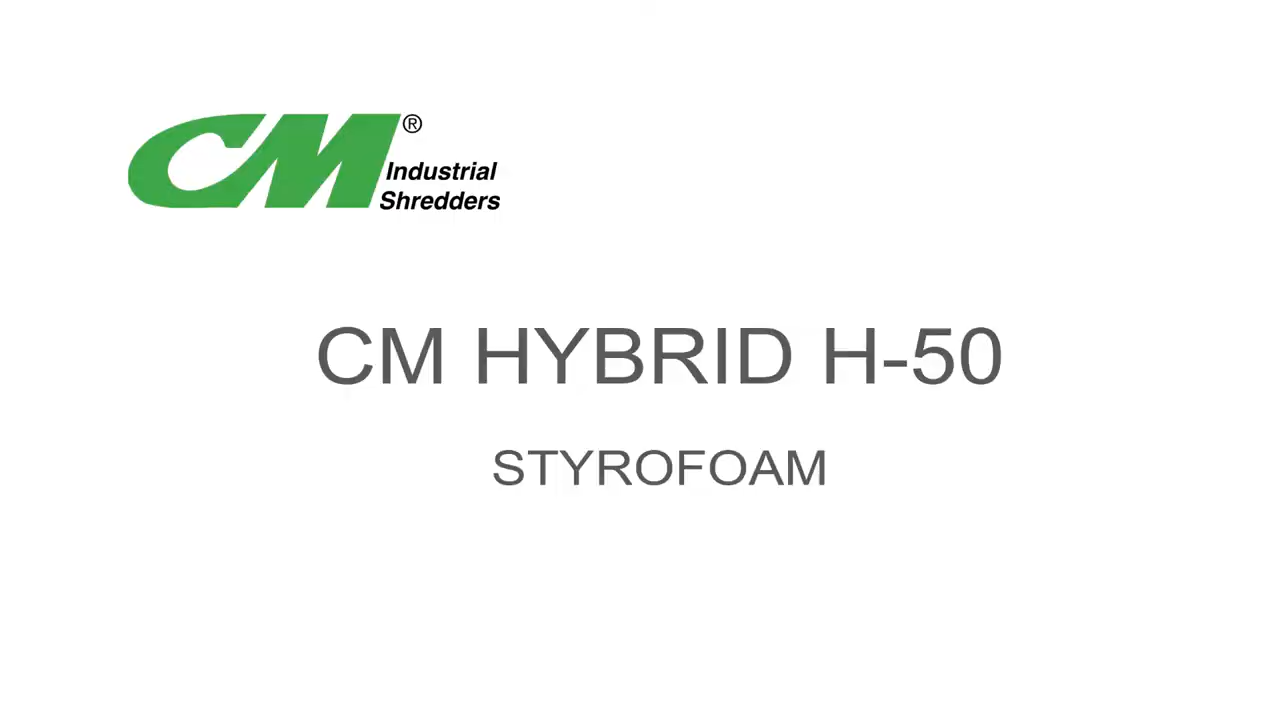 CM®
Industrial
Shredders
CM HYBRID H-50
STYROFOAM